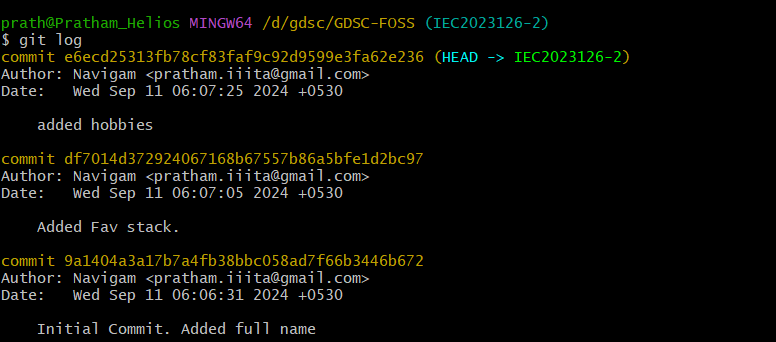 prath@Pratham_Helios MINGW64 /d/gdsc/GDSC-FOSS (IEC2023126-2)
$ git log
commit e6ecd25313fb78cf83faf9c92d9599e3fa62e236 (HEAD -> IEC2023126-2)
Author: Navigam <pratham.iiita@gmail.com>
Date:   Wed Sep 11 06:07:25 2024 +0530
    added hobbies
commit df7014d372924067168b67557b86a5bfe1d2bc97
Author: Navigam <pratham.iiita@gmail.com>
Date:   Wed Sep 11 06:07:05 2024 +0530
    Added Fav stack.
commit 9a1404a3a17b7a4fb38bbc058ad7f66b3446b672
Author: Navigam <pratham.iiita@gmail.com>
Date:   Wed Sep 11 06:06:31 2024 +0530
    Initial Commit. Added full name